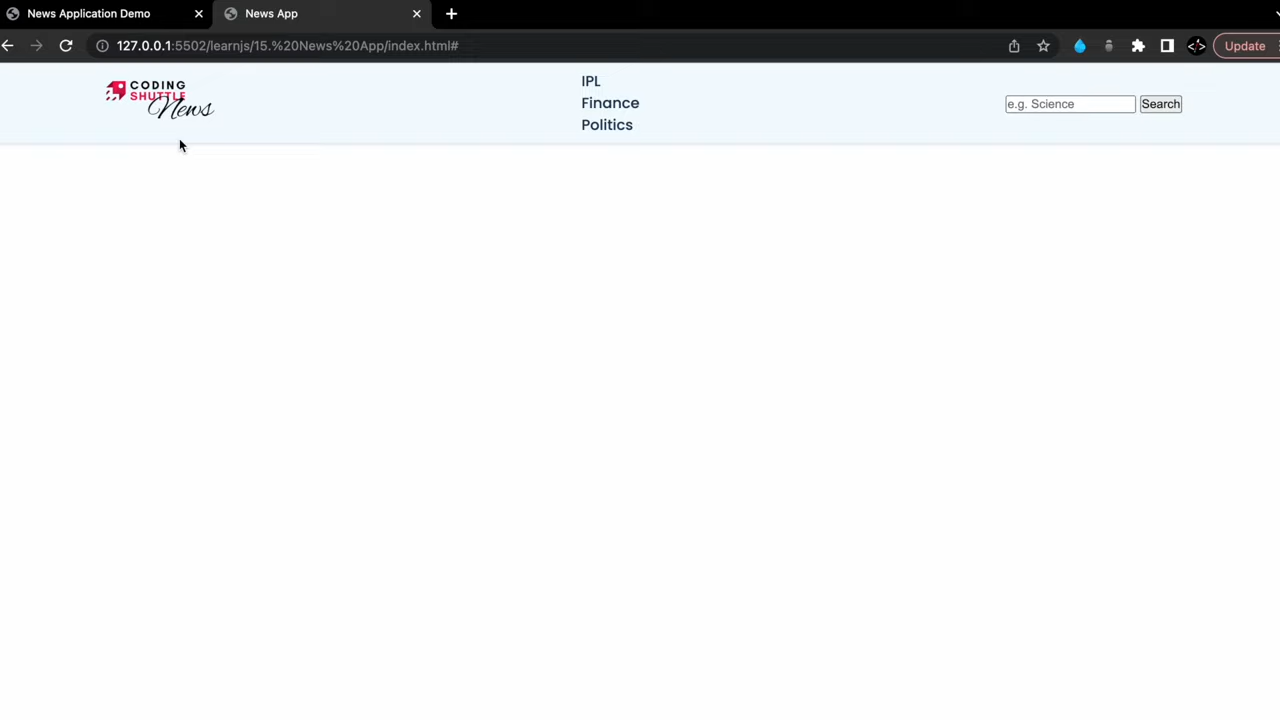 News Application Demo
News App
127.0.0.1:5502/learnjs/15.%20News%20App/index.html#
Update
CODING
SHUTTLE
News
IPL
Finance
Politics
e.g. Science
Search